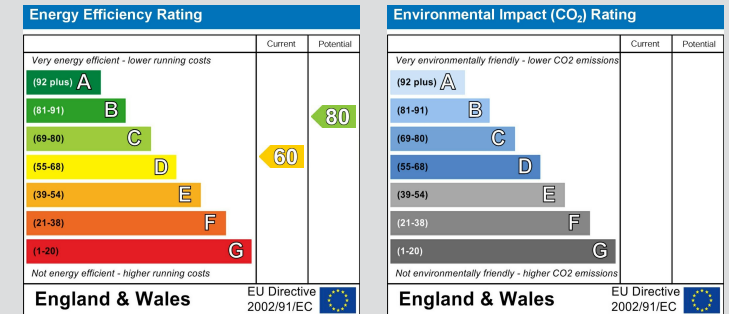 Energy Efficiency Rating
Current Potential
Very energy efficient - lower running costs
(92 plus) A
(81-91) B
80
(69-80) C
(55-68) D
60
(39-54) E
(21-38) F
(1-20) G
Not energy efficient - higher running costs
England & Wales
EU Directive
2002/91/EC
Environmental Impact (CO₂) Rating
Current Potential
Very environmentally friendly - lower CO2 emissions
(92 plus) A
(81-91) B
(69-80) C
(55-68) D
(39-54) E
(21-38) F
(1-20) G
Not environmentally friendly - higher CO2 emissions
England & Wales
EU Directive
2002/91/EC